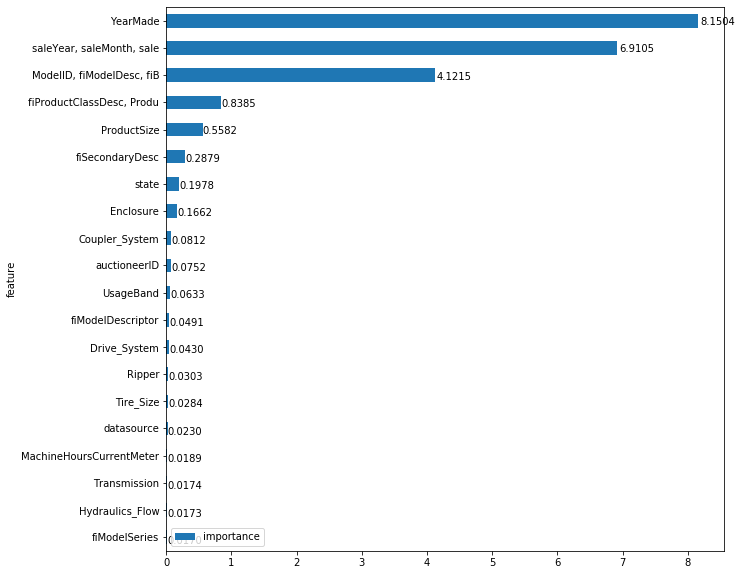 YearMade 8.1504
saleYear, saleMonth, sale 6.9105
ModelID, fiModelDesc, fiB 4.1215
fiProductClassDesc, Produ 0.8385
ProductSize 0.5582
fiSecondaryDesc 0.2879
state 0.1978
Enclosure 0.1662
Coupler_System 0.0812
auctioneerID 0.0752
feature
UsageBand 0.0633
fiModelDescriptor 0.0491
Drive_System 0.0430
Ripper 0.0303
Tire_Size 0.0284
datasource 0.0230
MachineHoursCurrentMeter 0.0189
Transmission 0.0174
Hydraulics_Flow 0.0173
fiModelSeries
importance
0 1 2 3 4 5 6 7 8